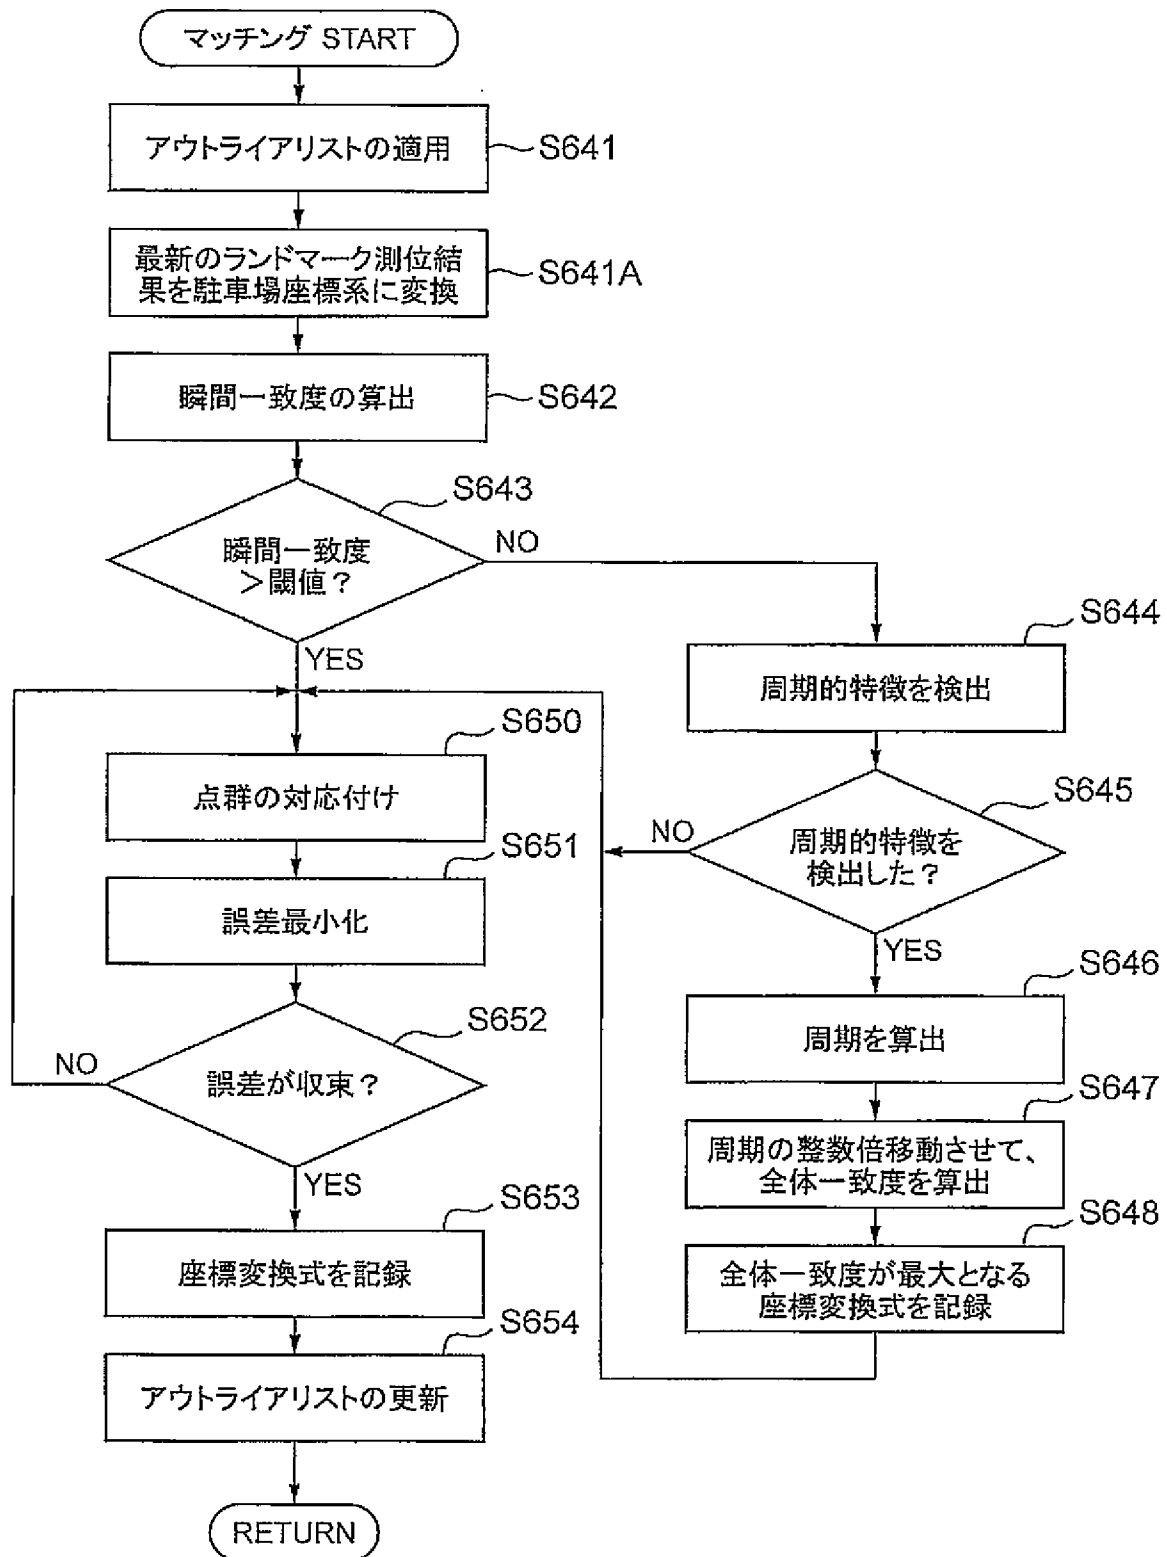 マッチング START
アウトライアリストの適用
S641
最新のランドマーク測位結
果を駐車場座標系に変換
S641A
瞬間一致度の算出
S642
S643
瞬間一致度
＞閾値？
NO
YES
S644
周期的特徴を検出
S645
周期的特徴を
検出した？
NO
YES
S646
周期を算出
S647
周期の整数倍移動させて、
全体一致度を算出
S648
全体一致度が最大となる
座標変換式を記録
S650
点群の対応付け
S651
誤差最小化
S652
誤差が収束？
NO
YES
S653
座標変換式を記録
S654
アウトライアリストの更新
RETURN